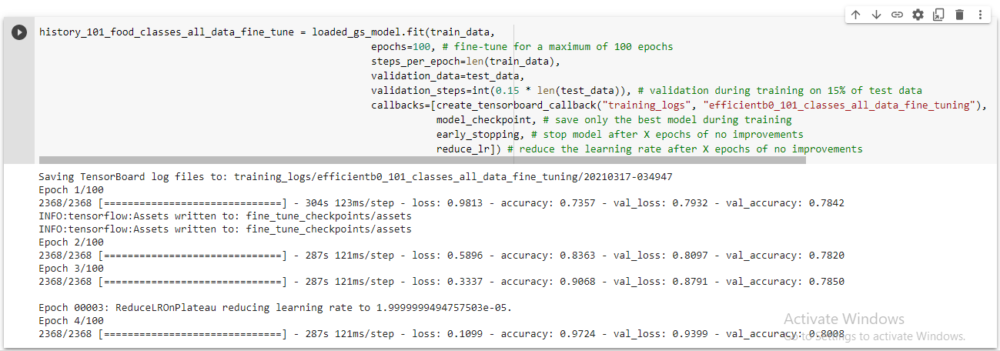 history_101_food_classes_all_data_fine_tune = loaded_gs_model.fit(train_data,
epochs=100, # fine-tune for a maximum of 100 epochs
steps_per_epoch=len(train_data),
validation_data=test_data,
validation_steps=int(0.15 * len(test_data)), # validation during training on 15% of test data
callbacks=[create_tensorboard_callback("training_logs", "efficientb0_101_classes_all_data_fine_tuning"),
model_checkpoint, # save only the best model during training
early_stopping, # stop model after X epochs of no improvements
reduce_lr]) # reduce the learning rate after X epochs of no improvements
Saving TensorBoard log files to: training_logs/efficientb0_101_classes_all_data_fine_tuning/20210317-034947
Epoch 1/100
2368/2368 [==============================] - 304s 123ms/step - loss: 0.9813 - accuracy: 0.7357 - val_loss: 0.7932 - val_accuracy: 0.7842
INFO:tensorflow:Assets written to: fine_tune_checkpoints/assets
INFO:tensorflow:Assets written to: fine_tune_checkpoints/assets
Epoch 2/100
2368/2368 [==============================] - 287s 121ms/step - loss: 0.5896 - accuracy: 0.8363 - val_loss: 0.8097 - val_accuracy: 0.7820
Epoch 3/100
2368/2368 [==============================] - 287s 121ms/step - loss: 0.3337 - accuracy: 0.9068 - val_loss: 0.8791 - val_accuracy: 0.7850
Epoch 00003: ReduceLROnPlateau reducing learning rate to 1.9999999494757503e-05.
Epoch 4/100
2368/2368 [==============================] - 287s 121ms/step - loss: 0.1099 - accuracy: 0.9724 - val_loss: 0.9399 - val_accuracy: 0.8008
Activate Windows
Go to Settings to activate Windows.